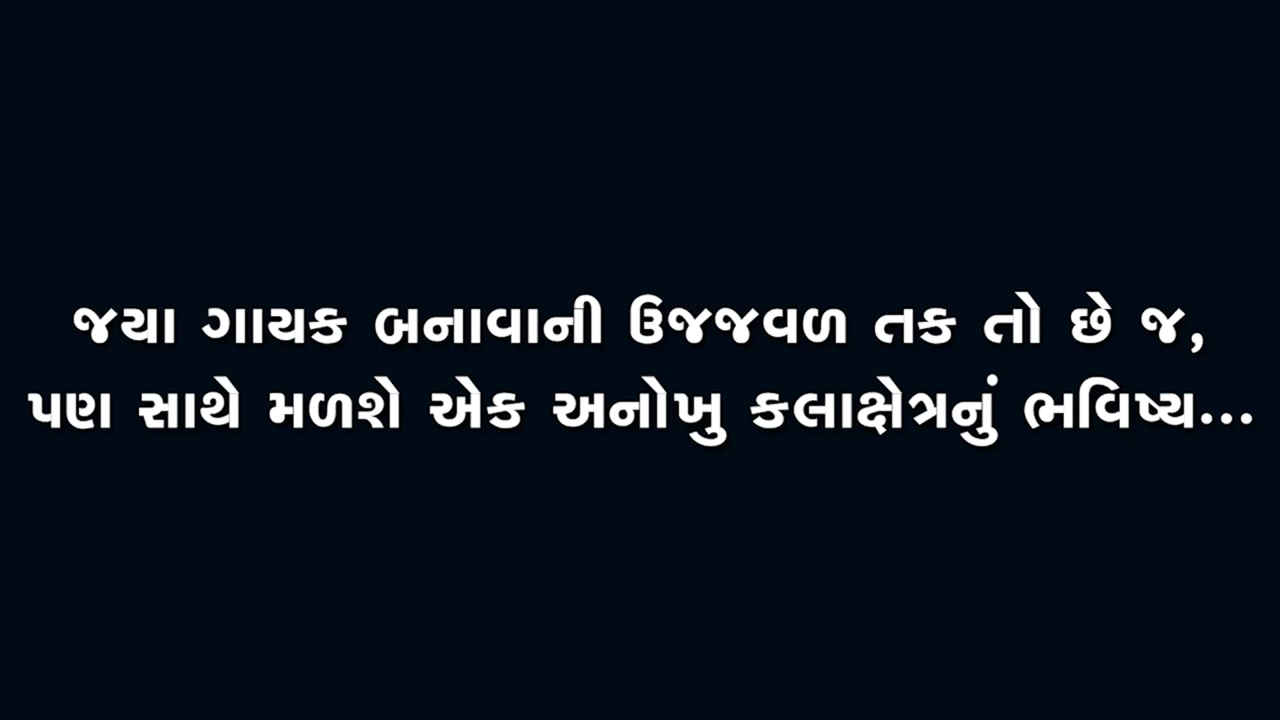 જયા ગાયક બનાવાની ઉજજવળ તક તો છે જ,
પણ સાથે મળશે એક અનોખુ કલાક્ષેત્રનું ભવિષ્ય...